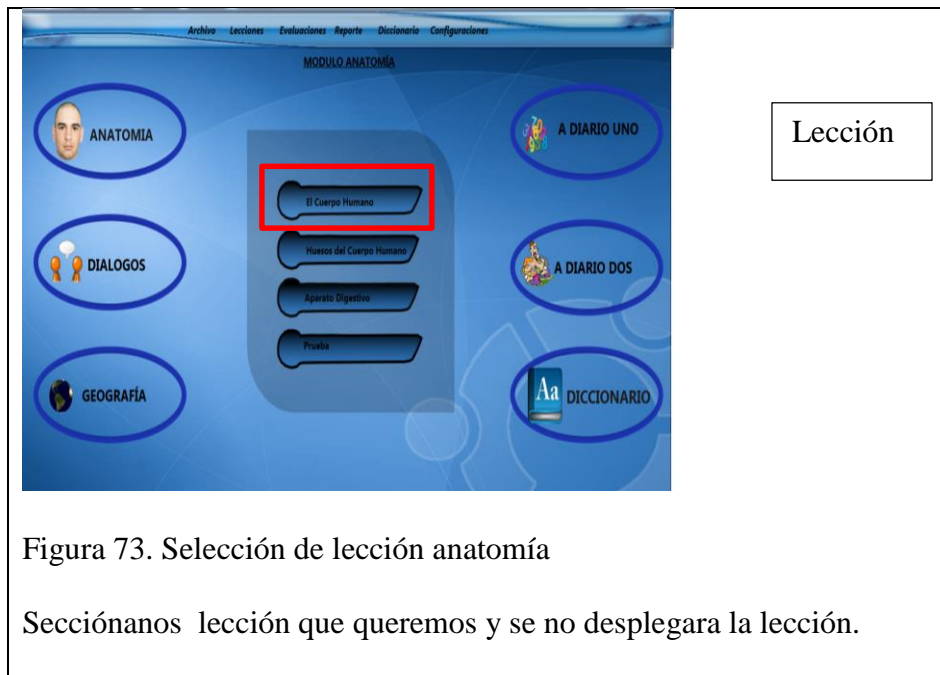 Archivo Lecciones Evaluaciones Reporte Diccionario Configuraciones
MODULO ANATOMÍA
ANATOMIA
DIALOGOS
GEOGRAFÍA
El Cuerpo Humano
Huesos del Cuerpo Humano
Aparato Digestivo
Prueba
A DIARIO UNO
A DIARIO DOS
Aa DICCIONARIO
Lección
Figura 73. Selección de lección anatomía
Secciónanos lección que queremos y se no desplegara la lección.